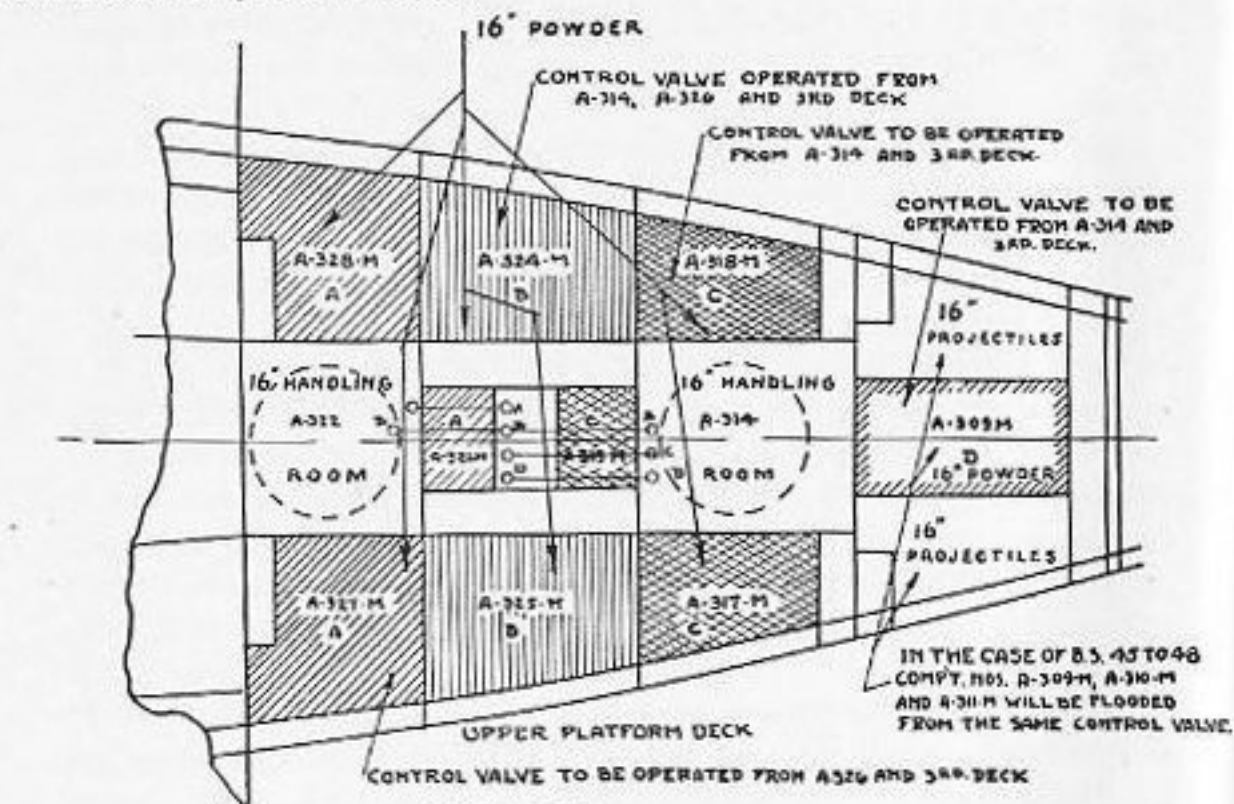 16" POWDER
CONTROL VALVE OPERATED FROM
A-314, A-326 AND 3RD DECK
CONTROL VALVE TO BE OPERATED
FROM A-314 AND 3RD. DECK.
CONTROL VALVE TO BE
OPERATED FROM A-314 AND
3RD. DECK.
A-328-M
A
A-324-M
B
A-318-M
C
16"
PROJECTILES
16" HANDLING
A-322
ROOM
A
A-326M
A
B
D
C
16" HANDLING
A-314
ROOM
A
C
D
A-309M
D
16" POWDER
16"
PROJECTILES
A-327-M
A
A-325-M
B
A-317-M
C
IN THE CASE OF B.S. 45 TO 48
COMPT. NOS. A-309-M, A-310-M
AND A-311-M WILL BE FLOODED
FROM THE SAME CONTROL VALVE.
UPPER PLATFORM DECK
CONTROL VALVE TO BE OPERATED FROM A326 AND 3RD. DECK